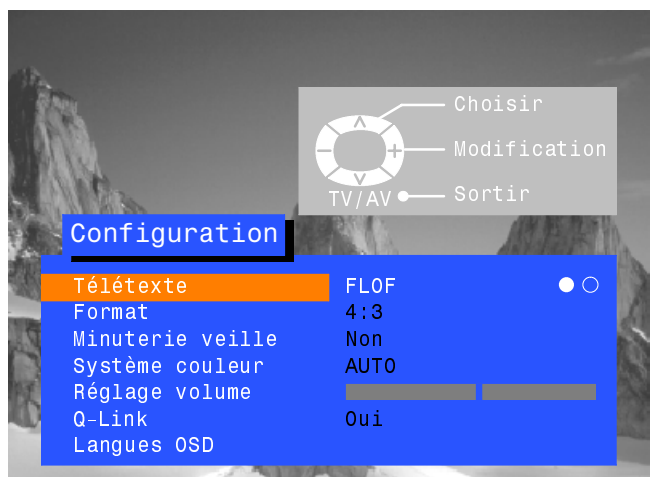 Choisir
Modification
TV/AV Sortir
Configuration
Télétexte FLOF
Format 4:3
Minuterie veille Non
Système couleur AUTO
Réglage volume
Q-Link Oui
Langues OSD